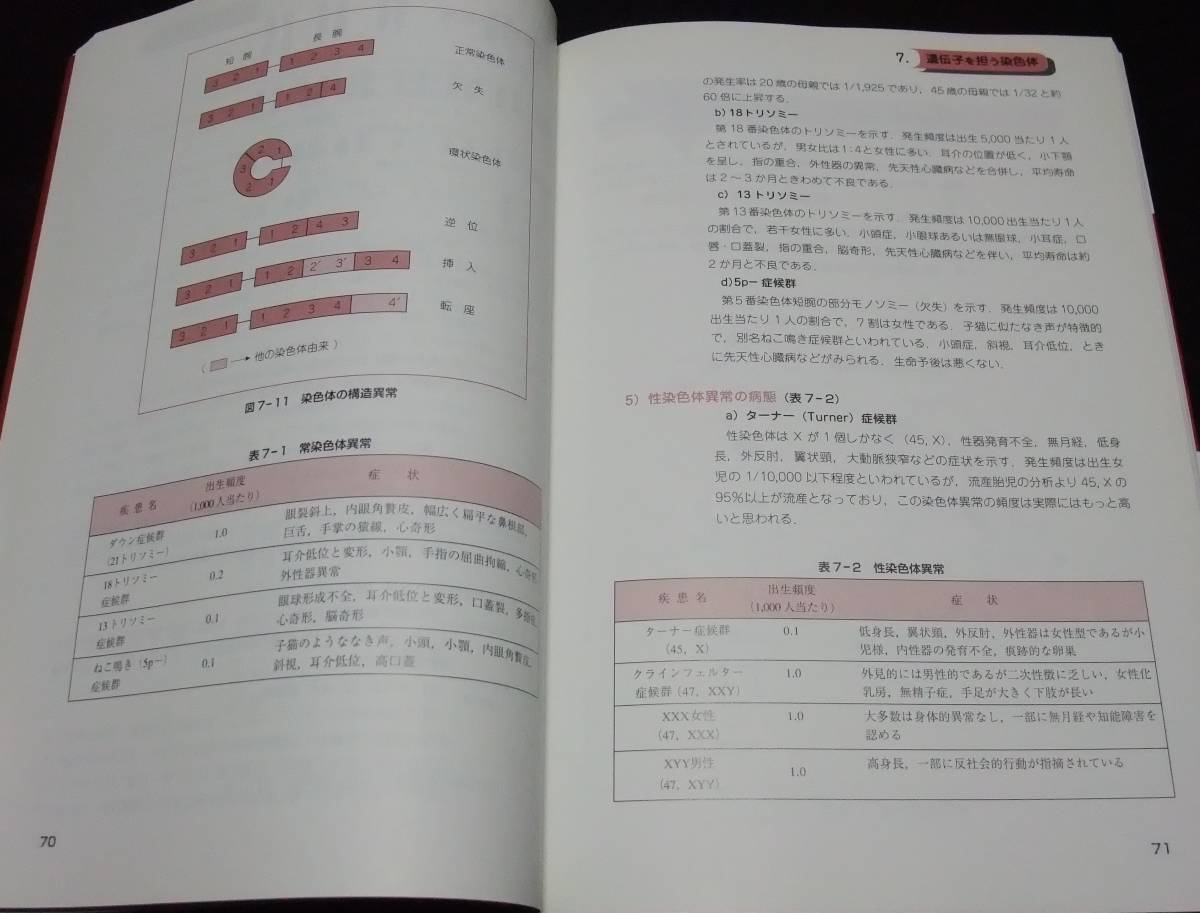 短腕 長腕
3 2 1 1 2 3 4 正常染色体
3 2 1 1 2 4 欠失
3 2 1 2 1 環状染色体
3 2 1 1 2 4 3 逆位
3 2 1 1 2 2′ 3′ 3 4 挿入
3 2 1 1 2 3 4 4′ 転座
( → 他の染色体由来 )
図7-11 染色体の構造異常
表7-1 常染色体異常
疾患名 出生頻度 症状
(1,000人当たり)
ダウン症候群 1.0 眼裂斜上,内眼角贅皮,幅広く扁平な鼻根部,
(21トリソミー) 巨舌,手掌の猿線,心奇形
18トリソミー 0.2 耳介低位と変形,小顎,手指の屈曲拘縮,心奇形
症候群 外性器異常
13トリソミー 0.1 眼球形成不全,耳介低位と変形,口蓋裂,多指症,
症候群 心奇形,脳奇形
ねこ鳴き(5p-) 0.1 子猫のようななき声,小頭,小顎,内眼角贅皮,
症候群 斜視,耳介低位,高口蓋
70
7. 遺伝子を担う染色体
の発生率は20歳の母親では1/1,925であり,45歳の母親では1/32と約
60倍に上昇する.
b)18トリソミー
第18番染色体のトリソミーを示す.発生頻度は出生5,000当たり1人
とされているが,男女比は1:4と女性に多い.耳介の位置が低く,小下顎
を呈し,指の重合,外性器の異常,先天性心臓病などを合併し,平均寿命
は2〜3か月ときわめて不良である.
c)13トリソミー
第13番染色体のトリソミーを示す.発生頻度は10,000出生当たり1人
の割合で,若干女性に多い.小頭症,小眼球あるいは無眼球,小耳症,口
唇・口蓋裂,指の重合,脳奇形,先天性心臓病などを伴い,平均寿命は約
2か月と不良である.
d)5p-症候群
第5番染色体短腕の部分モノソミー(欠失)を示す.発生頻度は10,000
出生当たり1人の割合で,7割は女性である.子猫に似たなき声が特徴的
で,別名ねこ鳴き症候群といわれている.小頭症,斜視,耳介低位,とき
に先天性心臓病などがみられる.生命予後は悪くない.
5)性染色体異常の病態(表7-2)
a)ターナー(Turner)症候群
性染色体はXが1個しかなく(45,X),性器発育不全,無月経,低身
長,外反肘,翼状頸,大動脈狭窄などの症状を示す.発生頻度は出生女
児の1/10,000以下程度といわれているが,流産胎児の分析より45,Xの
95%以上が流産となっており,この染色体異常の頻度は実際にはもっと高
いと思われる.
表7-2 性染色体異常
疾患名 出生頻度 症状
(1,000人当たり)
ターナー症候群 0.1 低身長,翼状頸,外反肘,外性器は女性型であるが小
(45,X) 児様,内性器の発育不全,痕跡的な卵巣
クラインフェルター 1.0 外見的には男性的であるが二次性徴に乏しい,女性化
症候群(47,XXY) 乳房,無精子症,手足が大きく下肢が長い
XXX女性 1.0 大多数は身体的異常なし,一部に無月経や知能障害を
(47,XXX) 認める
XYY男性 1.0 高身長,一部に反社会的行動が指摘されている
(47,XYY)
71